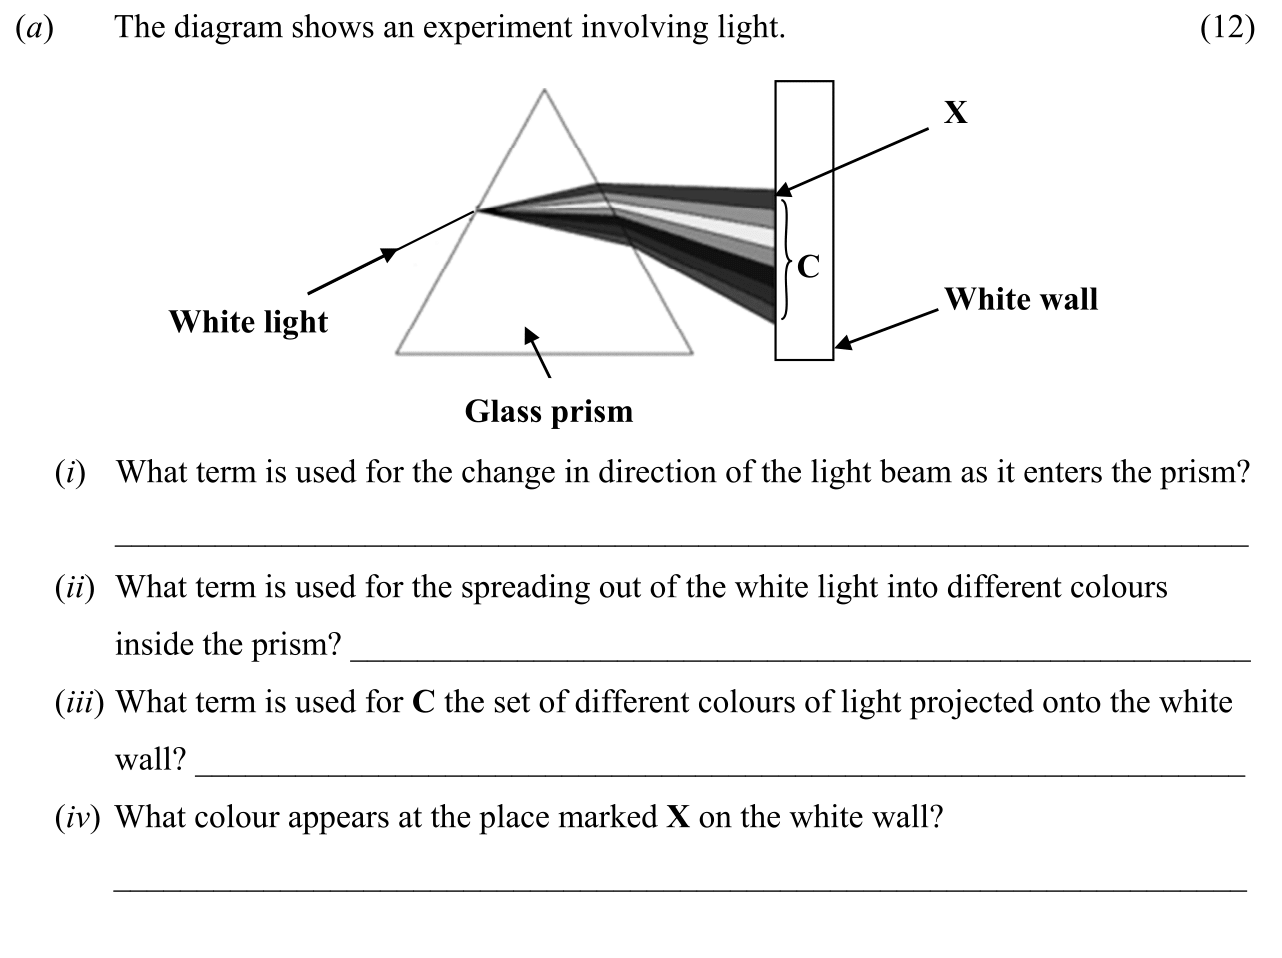 (a) The diagram shows an experiment involving light. (12)
X
C
White wall
White light
Glass prism
(i) What term is used for the change in direction of the light beam as it enters the prism?
(ii) What term is used for the spreading out of the white light into different colours
inside the prism?
(iii) What term is used for C the set of different colours of light projected onto the white
wall?
(iv) What colour appears at the place marked X on the white wall?